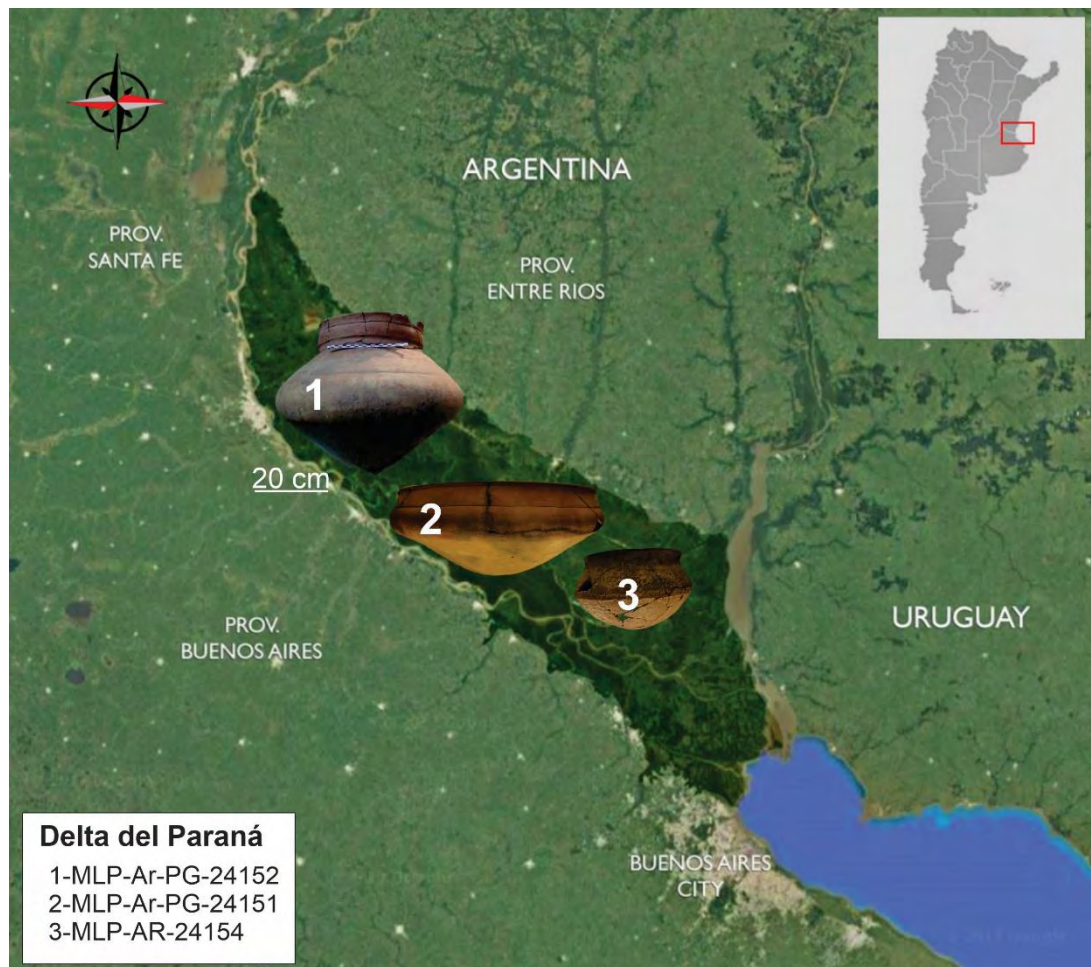 ARGENTINA
PROV.
SANTA FE
PROV.
ENTRE RIOS
1
20 cm
2
3
PROV.
BUENOS AIRES
URUGUAY
BUENOS AIRES
CITY
Delta del Paraná
1-MLP-Ar-PG-24152
2-MLP-Ar-PG-24151
3-MLP-AR-24154